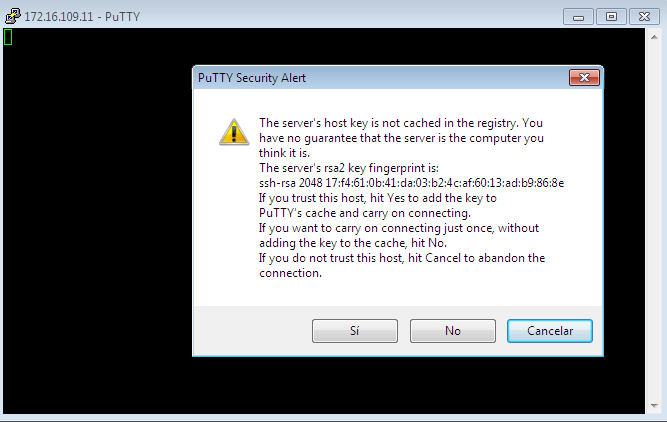 172.16.109.11 - PuTTY
PuTTY Security Alert
The server's host key is not cached in the registry. You
have no guarantee that the server is the computer you
think it is.
The server's rsa2 key fingerprint is:
ssh-rsa 2048 17:f4:61:0b:41:da:03:b2:4c:af:60:13:ad:b9:86:8e
If you trust this host, hit Yes to add the key to
PuTTY's cache and carry on connecting.
If you want to carry on connecting just once, without
adding the key to the cache, hit No.
If you do not trust this host, hit Cancel to abandon the
connection.
Sí
No
Cancelar